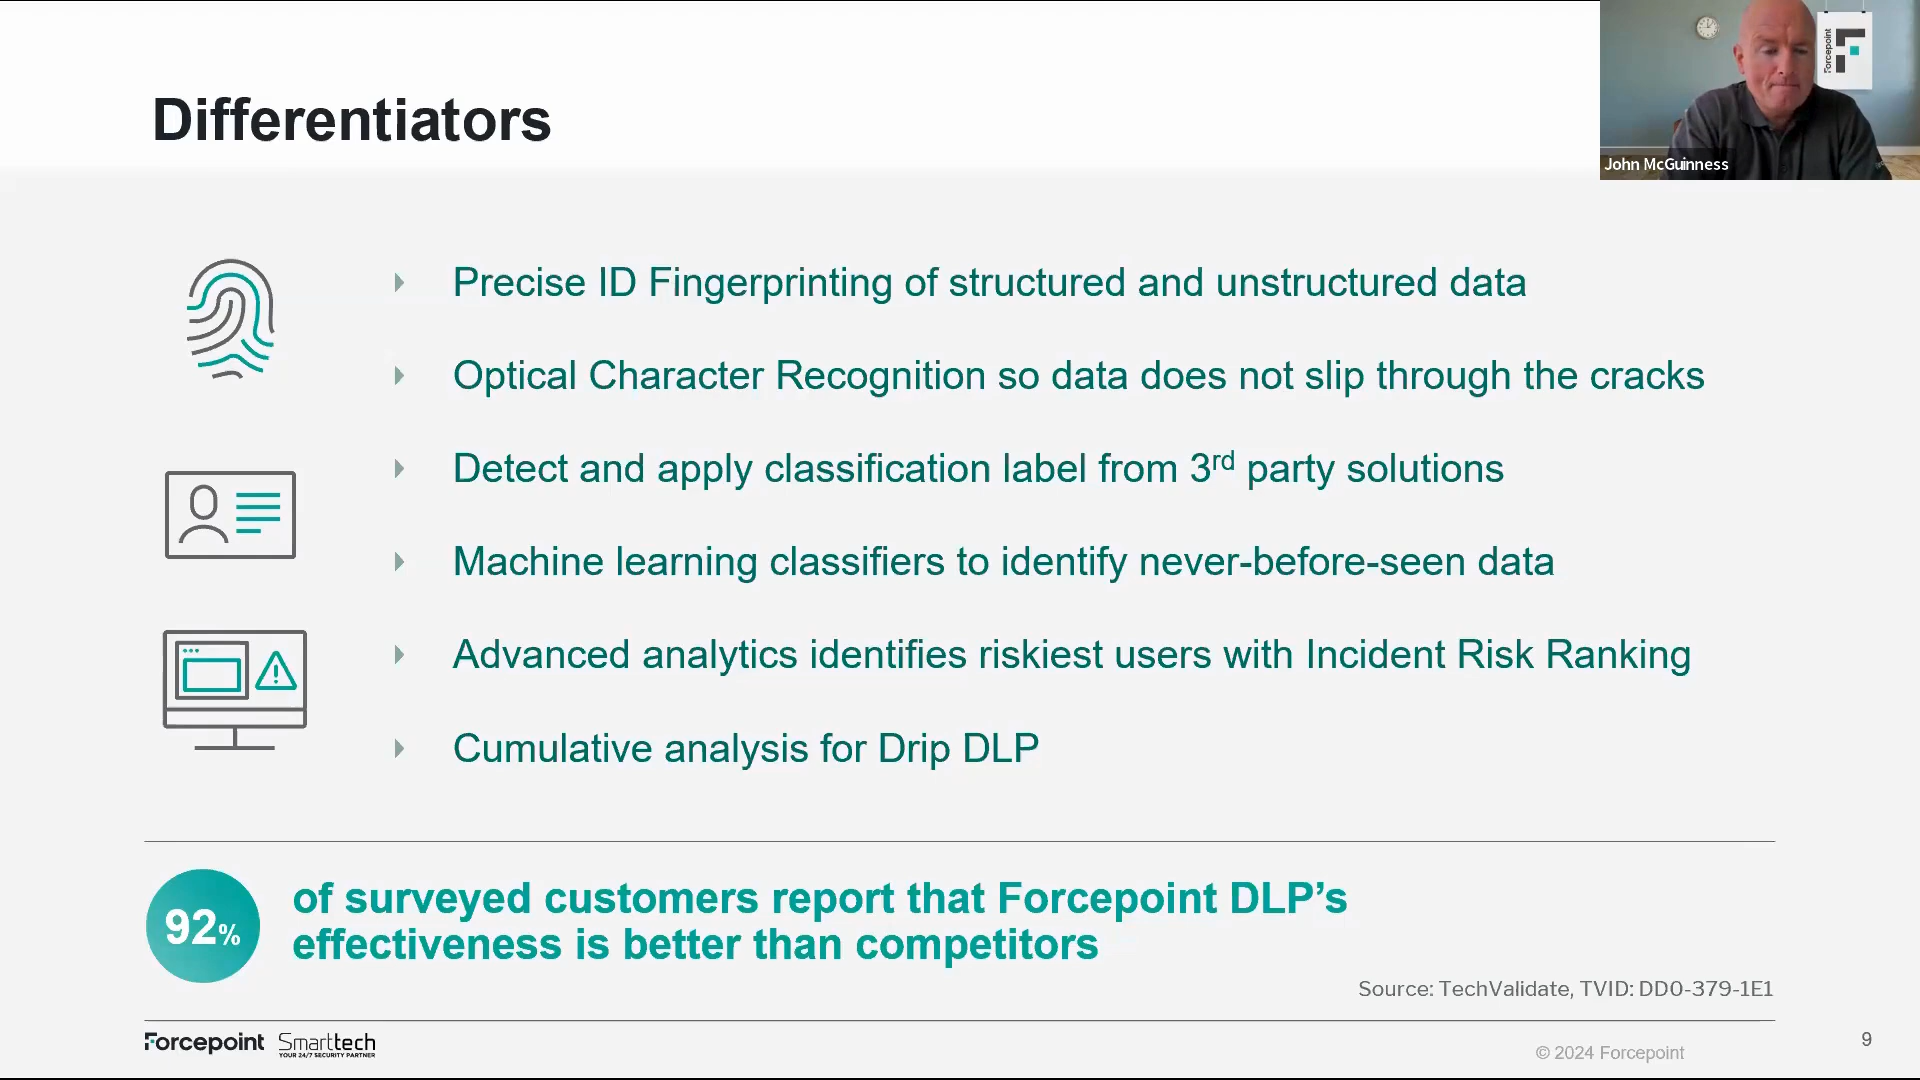 Differentiators
Forcepoint
John McGuinness
Precise ID Fingerprinting of structured and unstructured data
Optical Character Recognition so data does not slip through the cracks
Detect and apply classification label from 3rd party solutions
Machine learning classifiers to identify never-before-seen data
Advanced analytics identifies riskiest users with Incident Risk Ranking
Cumulative analysis for Drip DLP
92%
of surveyed customers report that Forcepoint DLP’s
effectiveness is better than competitors
Source: TechValidate, TVID: DD0-379-1E1
Forcepoint
Smarttech
YOUR 24/7 SECURITY PARTNER
© 2024 Forcepoint
9